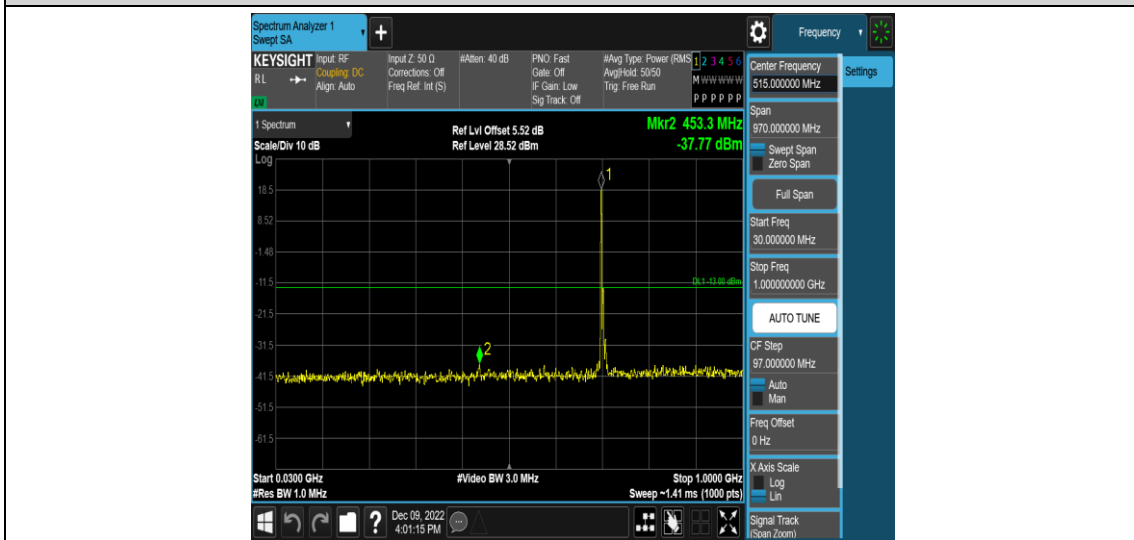 Spectrum Analyzer 1
Swept SA
+
Frequency
KEYSIGHT
RL
LNI
Input: RF
Coupling: DC
Align: Auto
Input Z: 50 Ω
Corrections: Off
Freq Ref: Int (S)
#Atten: 40 dB
PNO: Fast
Gate: Off
IF Gain: Low
Sig Track: Off
#Avg Type: Power (RMS
Avg|Hold: 50/50
Trig: Free Run
1 2 3 4 5 6
M W W W W W
P P P P P P
1 Spectrum
Scale/Div 10 dB
Log
Ref Lvl Offset 5.52 dB
Ref Level 28.52 dBm
Mkr2 453.3 MHz
-37.77 dBm
1
18.5
8.52
-1.48
-11.5
DL1 -13.00 dBm
-21.5
-31.5
2
-41.5
-51.5
-61.5
Start 0.0300 GHz
#Video BW 3.0 MHz
Stop 1.0000 GHz
#Res BW 1.0 MHz
Sweep ~1.41 ms (1000 pts)
?
Dec 09, 2022
4:01:15 PM
Center Frequency
515.000000 MHz
Settings
Span
970.000000 MHz
Swept Span
Zero Span
Full Span
Start Freq
30.000000 MHz
Stop Freq
1.000000000 GHz
AUTO TUNE
CF Step
97.000000 MHz
Auto
Man
Freq Offset
0 Hz
X Axis Scale
Log
Lin
Signal Track
(Span Zoom)